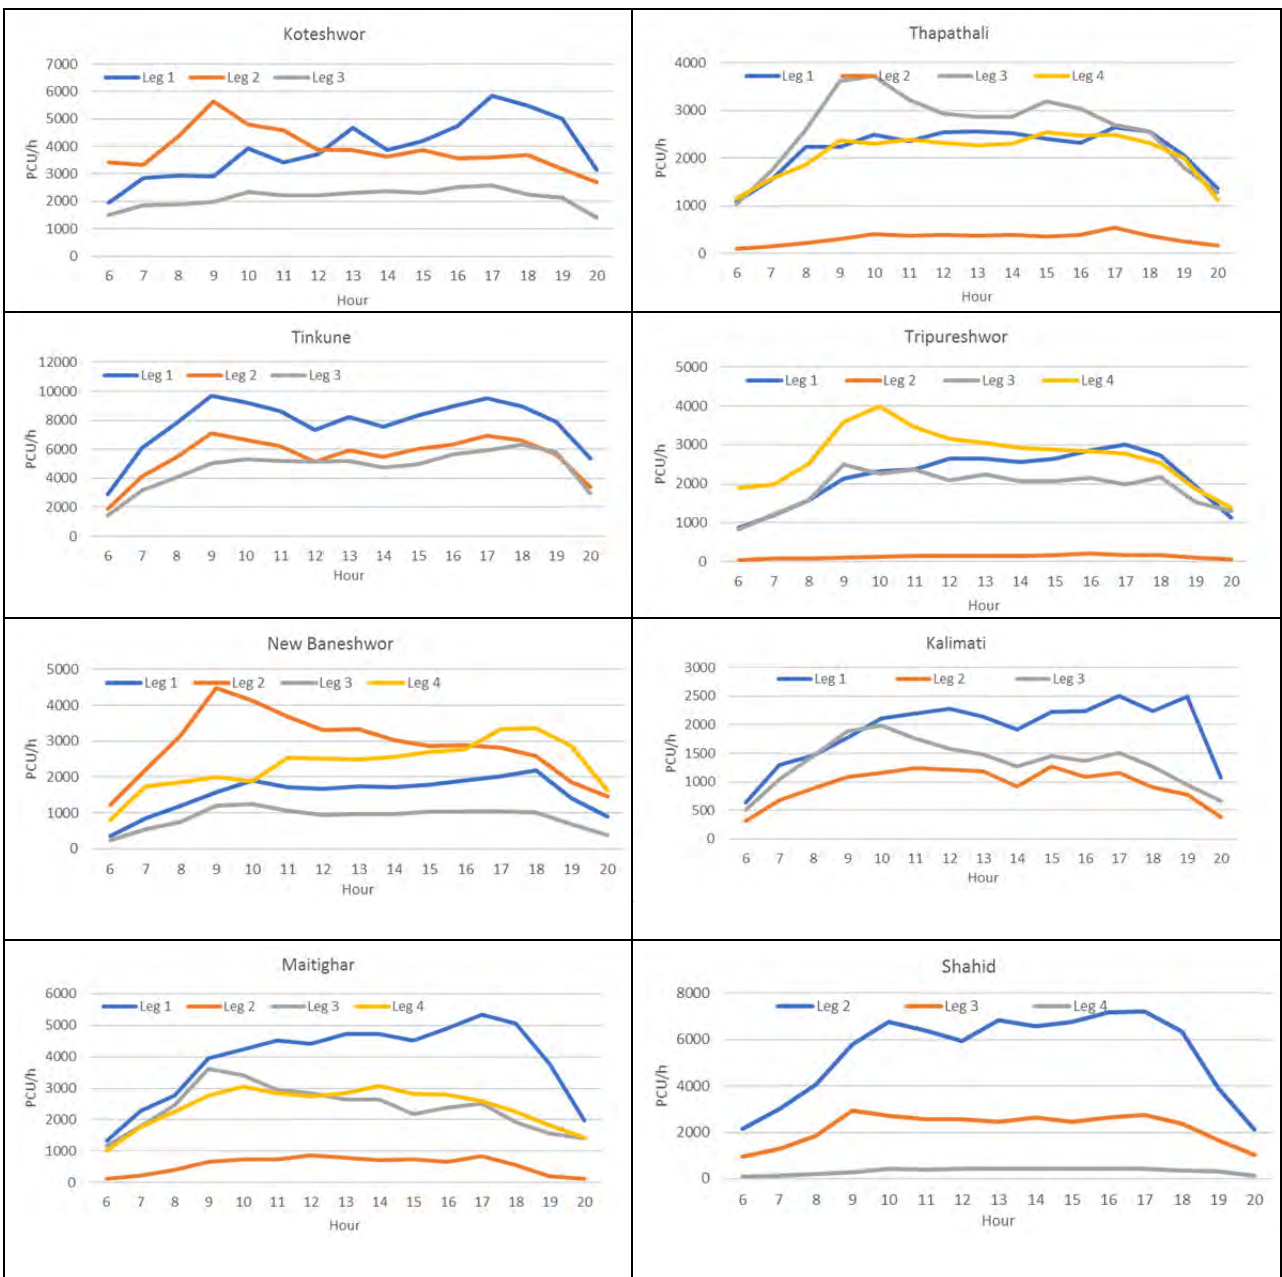 Koteshwor
7000
Leg 1 Leg 2 Leg 3
6000
5000
4000
3000
2000
1000
0
PCU/h
6 7 8 9 10 11 12 13 14 15 16 17 18 19 20
Hour
Thapathali
4000
Leg 1 Leg 2 Leg 3 Leg 4
3000
2000
1000
0
PCU/h
6 7 8 9 10 11 12 13 14 15 16 17 18 19 20
Hour
Tinkune
12000
Leg 1 Leg 2 Leg 3
10000
8000
6000
4000
2000
0
PCU/h
6 7 8 9 10 11 12 13 14 15 16 17 18 19 20
Hour
Tripureshwor
5000
Leg 1 Leg 2 Leg 3 Leg 4
4000
3000
2000
1000
0
PCU/h
6 7 8 9 10 11 12 13 14 15 16 17 18 19 20
Hour
New Baneshwor
5000
Leg 1 Leg 2 Leg 3 Leg 4
4000
3000
2000
1000
0
PCU/h
6 7 8 9 10 11 12 13 14 15 16 17 18 19 20
Hour
Kalimati
3000
Leg 1 Leg 2 Leg 3
2500
2000
1500
1000
500
0
PCU/h
6 7 8 9 10 11 12 13 14 15 16 17 18 19 20
Hour
Maitighar
6000
Leg 1 Leg 2 Leg 3 Leg 4
5000
4000
3000
2000
1000
0
PCU/h
6 7 8 9 10 11 12 13 14 15 16 17 18 19 20
Hour
Shahid
8000
Leg 2 Leg 3 Leg 4
6000
4000
2000
0
PCU/h
6 7 8 9 10 11 12 13 14 15 16 17 18 19 20
Hour